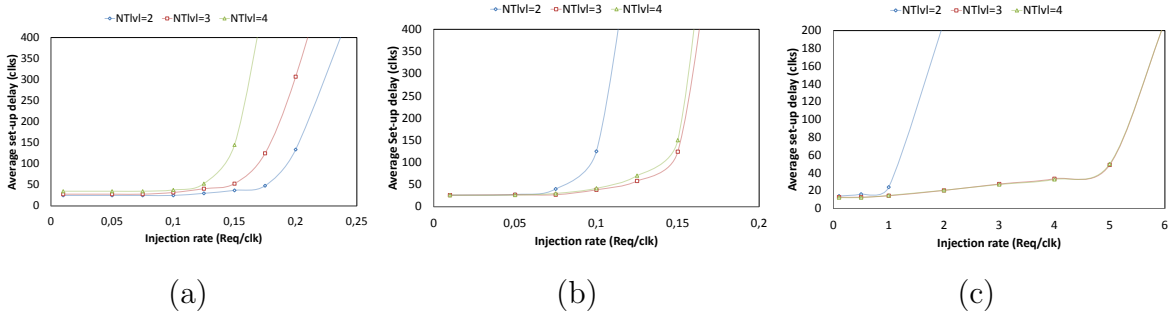 NTlvl=2 NTlvl=3 NTlvl=4
Average set-up delay (clks)
400
350
300
250
200
150
100
50
0
0 0,05 0,1 0,15 0,2 0,25
Injection rate (Req/clk)
(a)
NTlvl=2 NTlvl=3 NTlvl=4
Average Set-up delay (clks)
400
350
300
250
200
150
100
50
0
0 0,05 0,1 0,15 0,2
Injection rate (Req/clk)
(b)
NTlvl=2 NTlvl=3 NTlvl=4
Average set-up delay (clks)
200
180
160
140
120
100
80
60
40
20
0
0 1 2 3 4 5 6
Injection rate (Req/clk)
(c)